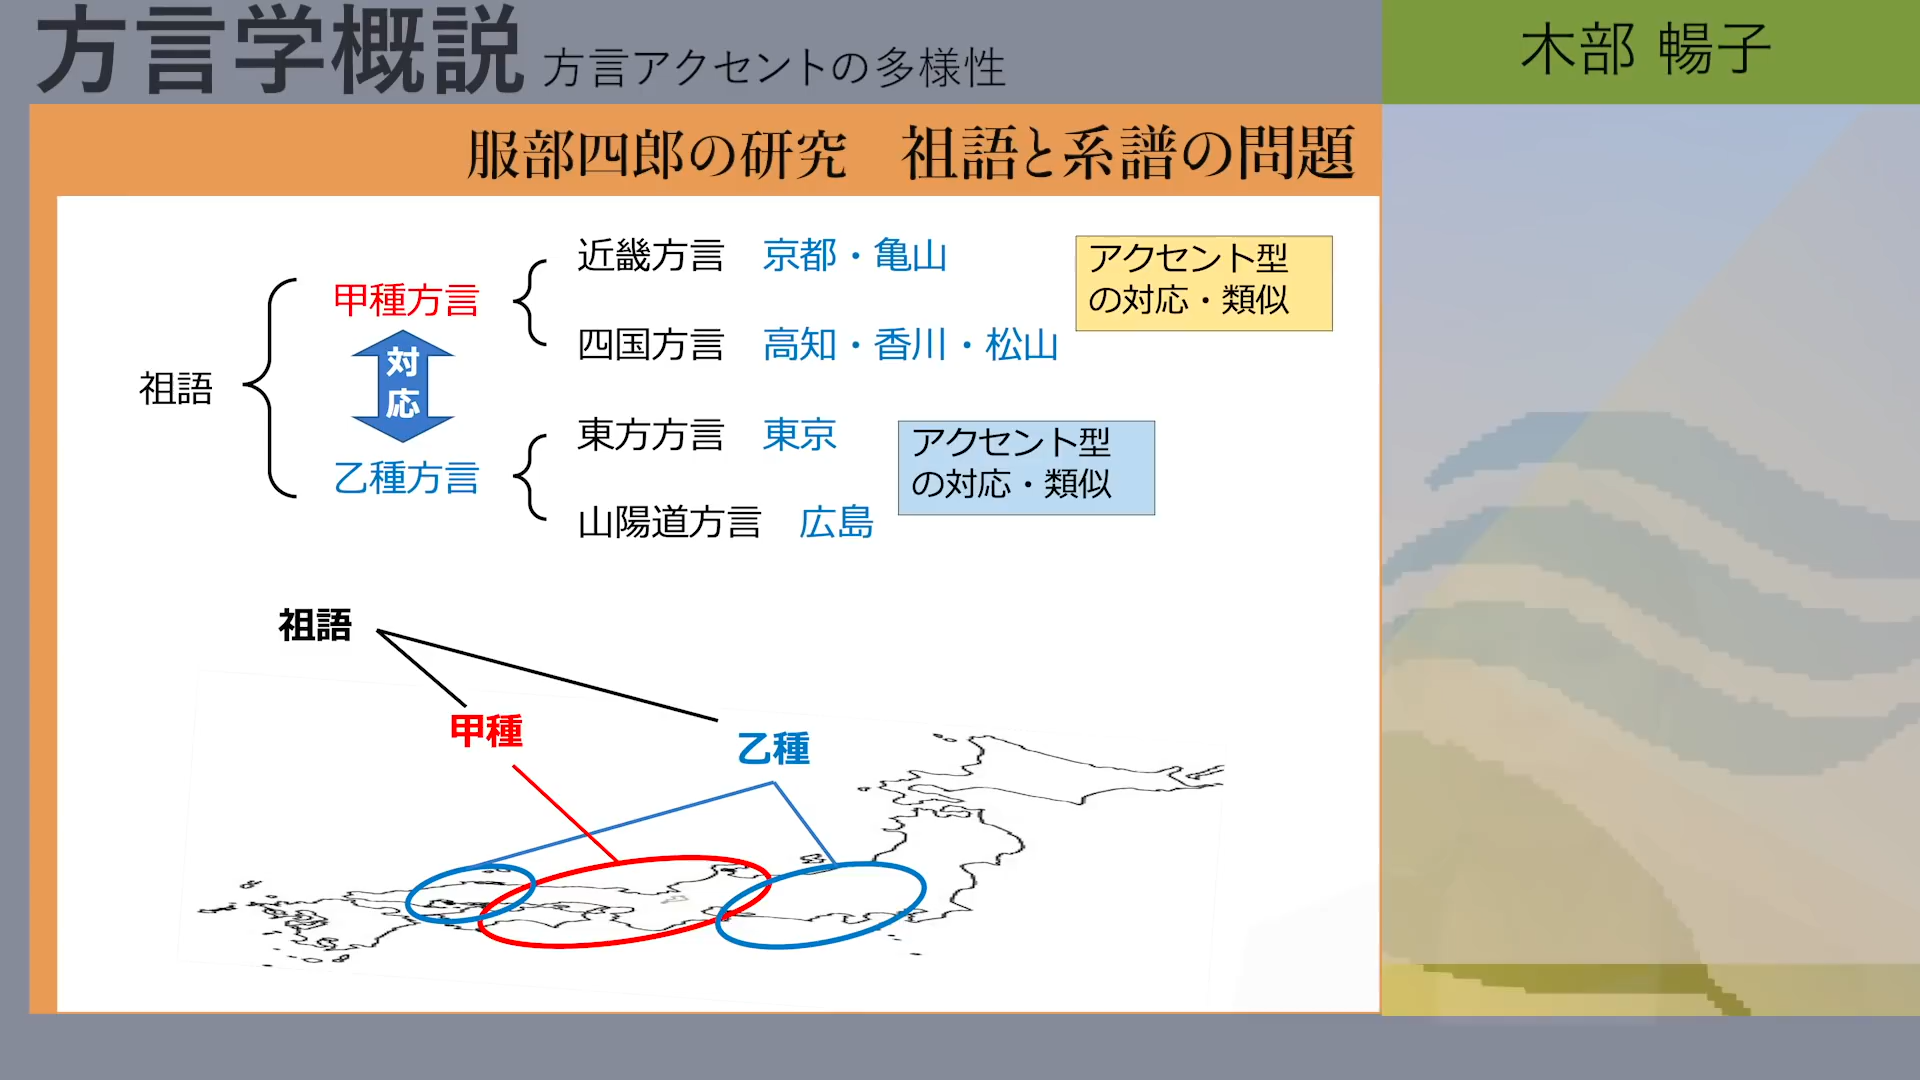 方言学概説 方言アクセントの多様性
木部 暢子
服部四郎の研究 祖語と系譜の問題
近畿方言 京都・亀山
アクセント型
の対応・類似
甲種方言
四国方言 高知・香川・松山
対
応
祖語
東方方言 東京
アクセント型
の対応・類似
乙種方言
山陽道方言 広島
祖語
甲種
乙種